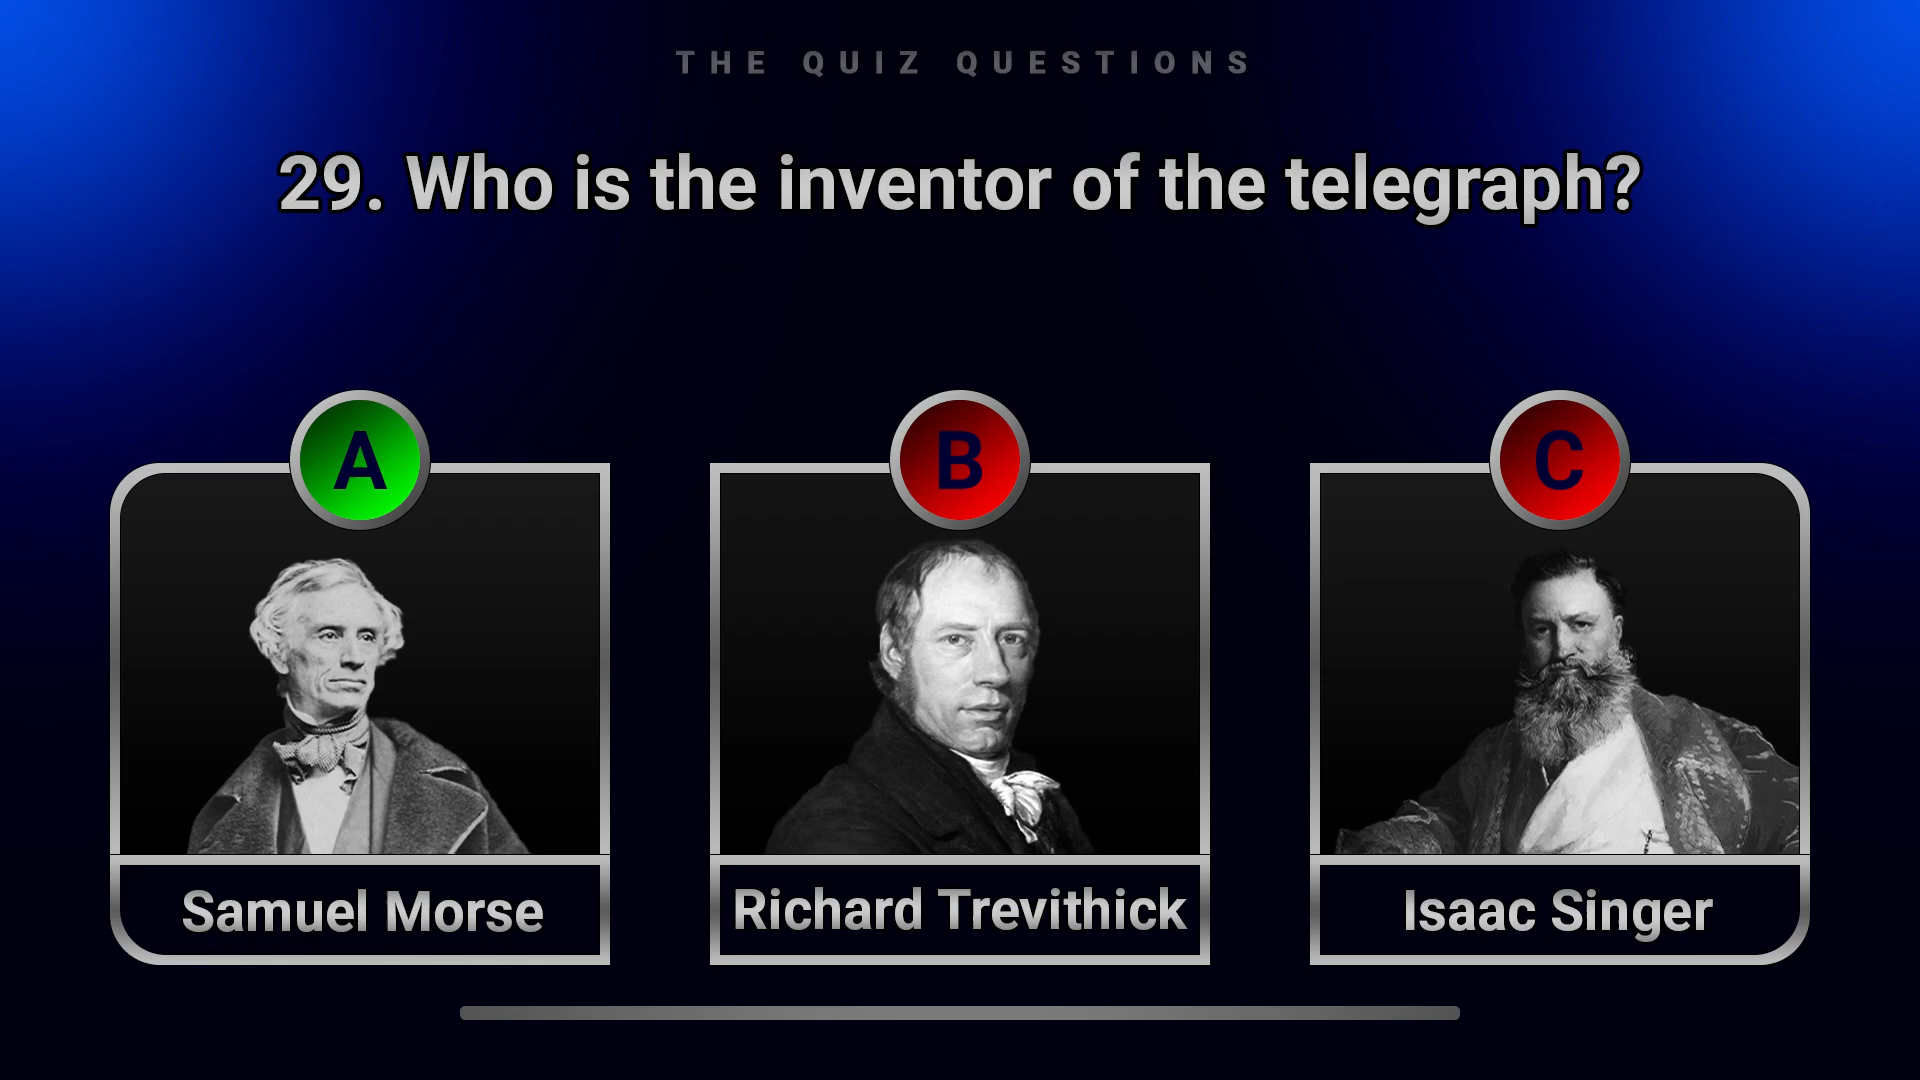 THE QUIZ QUESTIONS
29. Who is the inventor of the telegraph?
A
B
C
Samuel Morse
Richard Trevithick
Isaac Singer